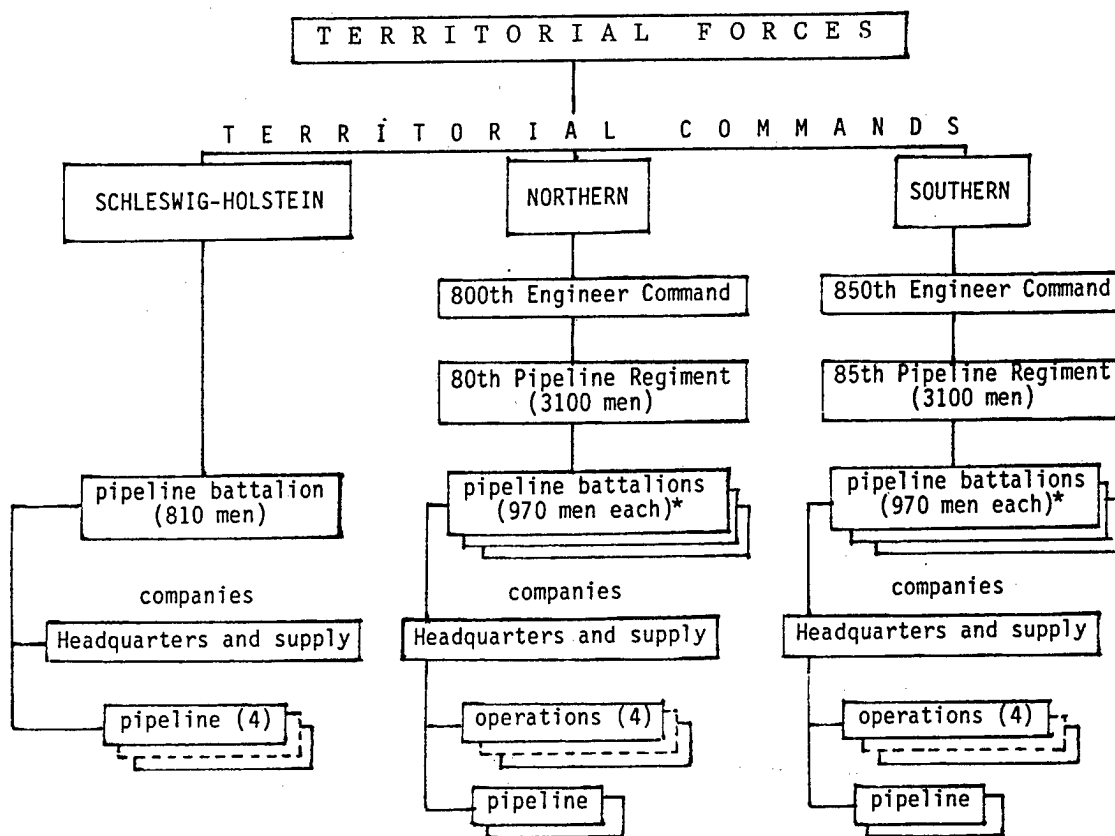 TERRITORIAL FORCES
TERRITORIAL COMMANDS
SCHLESWIG-HOLSTEIN
NORTHERN
SOUTHERN
800th Engineer Command
850th Engineer Command
80th Pipeline Regiment
(3100 men)
85th Pipeline Regiment
(3100 men)
pipeline battalion
(810 men)
pipeline battalions
(970 men each)*
pipeline battalions
(970 men each)*
companies
companies
companies
Headquarters and supply
Headquarters and supply
Headquarters and supply
pipeline (4)
operations (4)
operations (4)
pipeline
pipeline